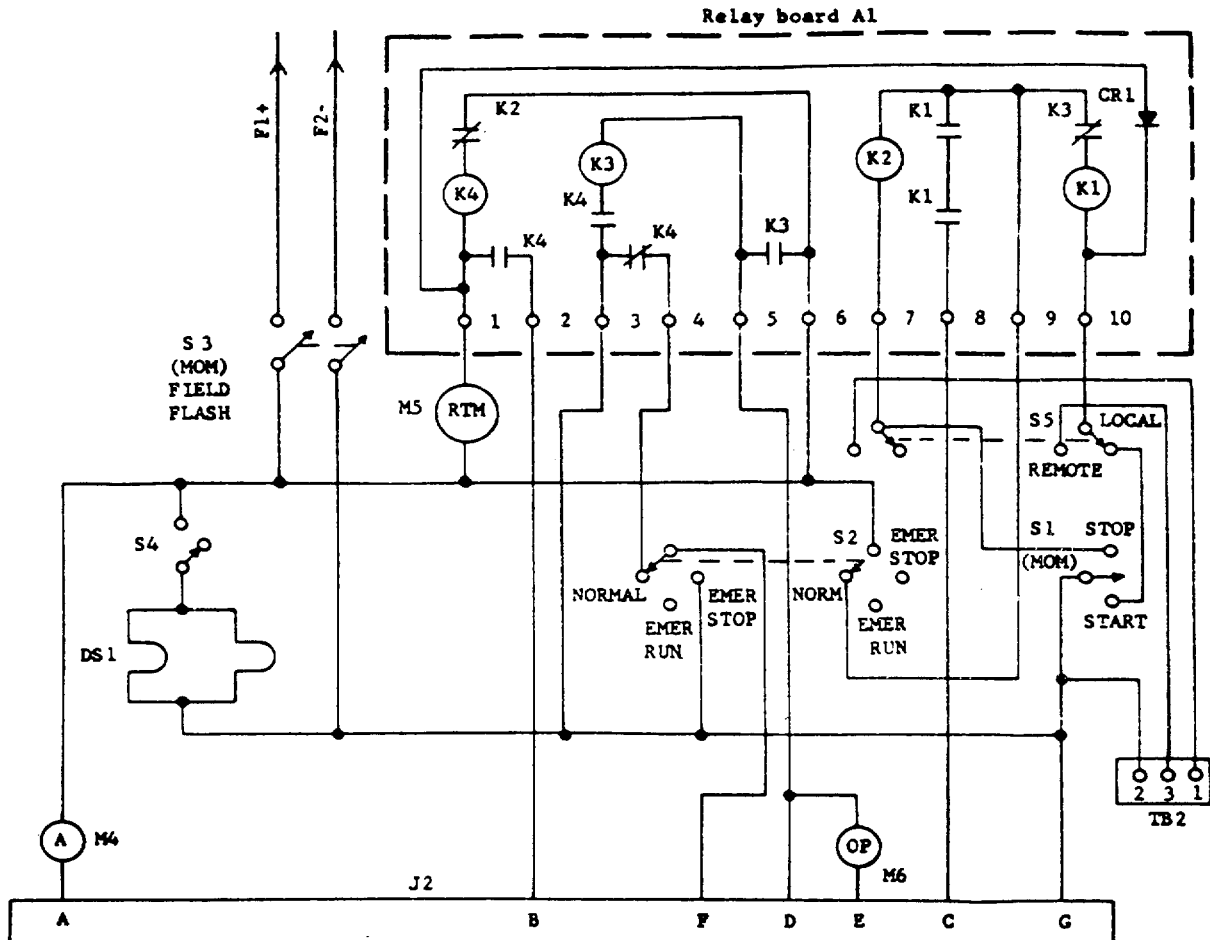 Relay board A1
F1+
F2-
K2
K4
K3
K4
K4
K4
K3
K2
K1
K1
K3
K1
CR1
1 2 3 4 5 6 7 8 9 10
S3
(MOM)
FIELD
FLASH
M5
RTM
S5
LOCAL
REMOTE
S4
S2
EMER
STOP
S1
STOP
(MOM)
START
NORMAL
EMER
STOP
EMER
RUN
NORM
EMER
RUN
DS1
2 3 1
TB2
A
M4
OP
M6
J2
A B F D E C G